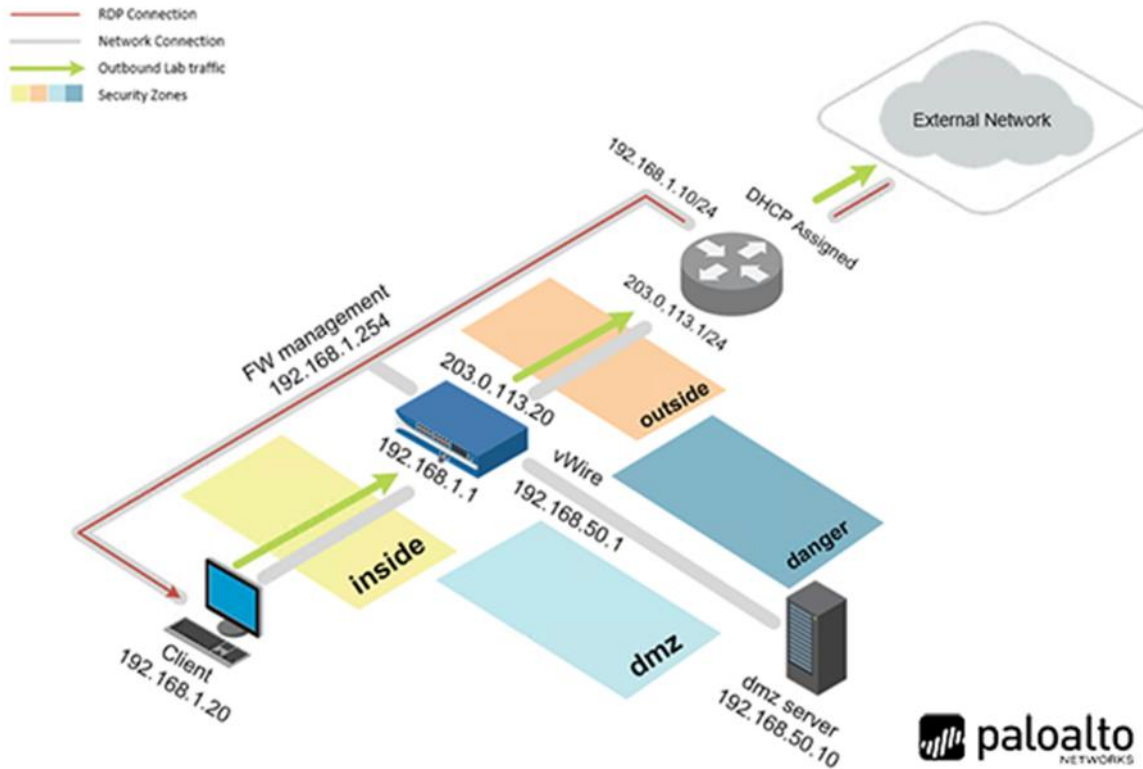 RDP Connection
Network Connection
Outbound Lab traffic
Security Zones
External Network
192.168.1.10/24
DHCP Assigned
203.0.113.1/24
FW management
192.168.1.254
203.0.113.20
outside
192.168.1.1
vWire
192.168.50.1
danger
inside
dmz
Client
192.168.1.20
dmz server
192.168.50.10
paloalto
NETWORKS